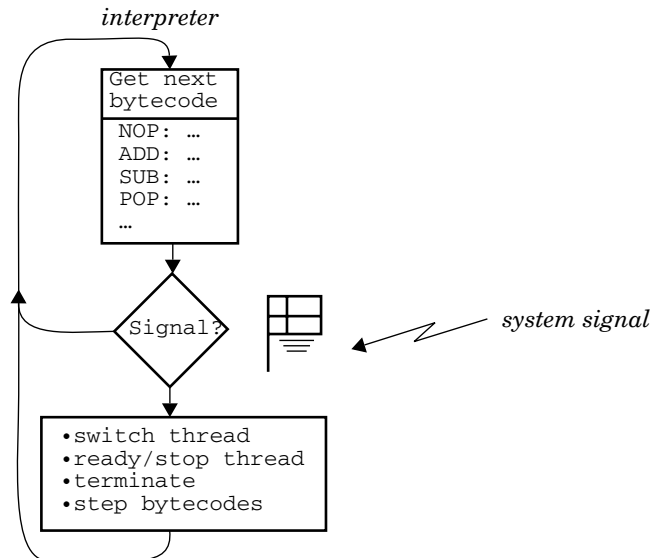 interpreter
Get next
bytecode
NOP: …
ADD: …
SUB: …
POP: …
…
Signal?
system signal
•switch thread
•ready/stop thread
•terminate
•step bytecodes